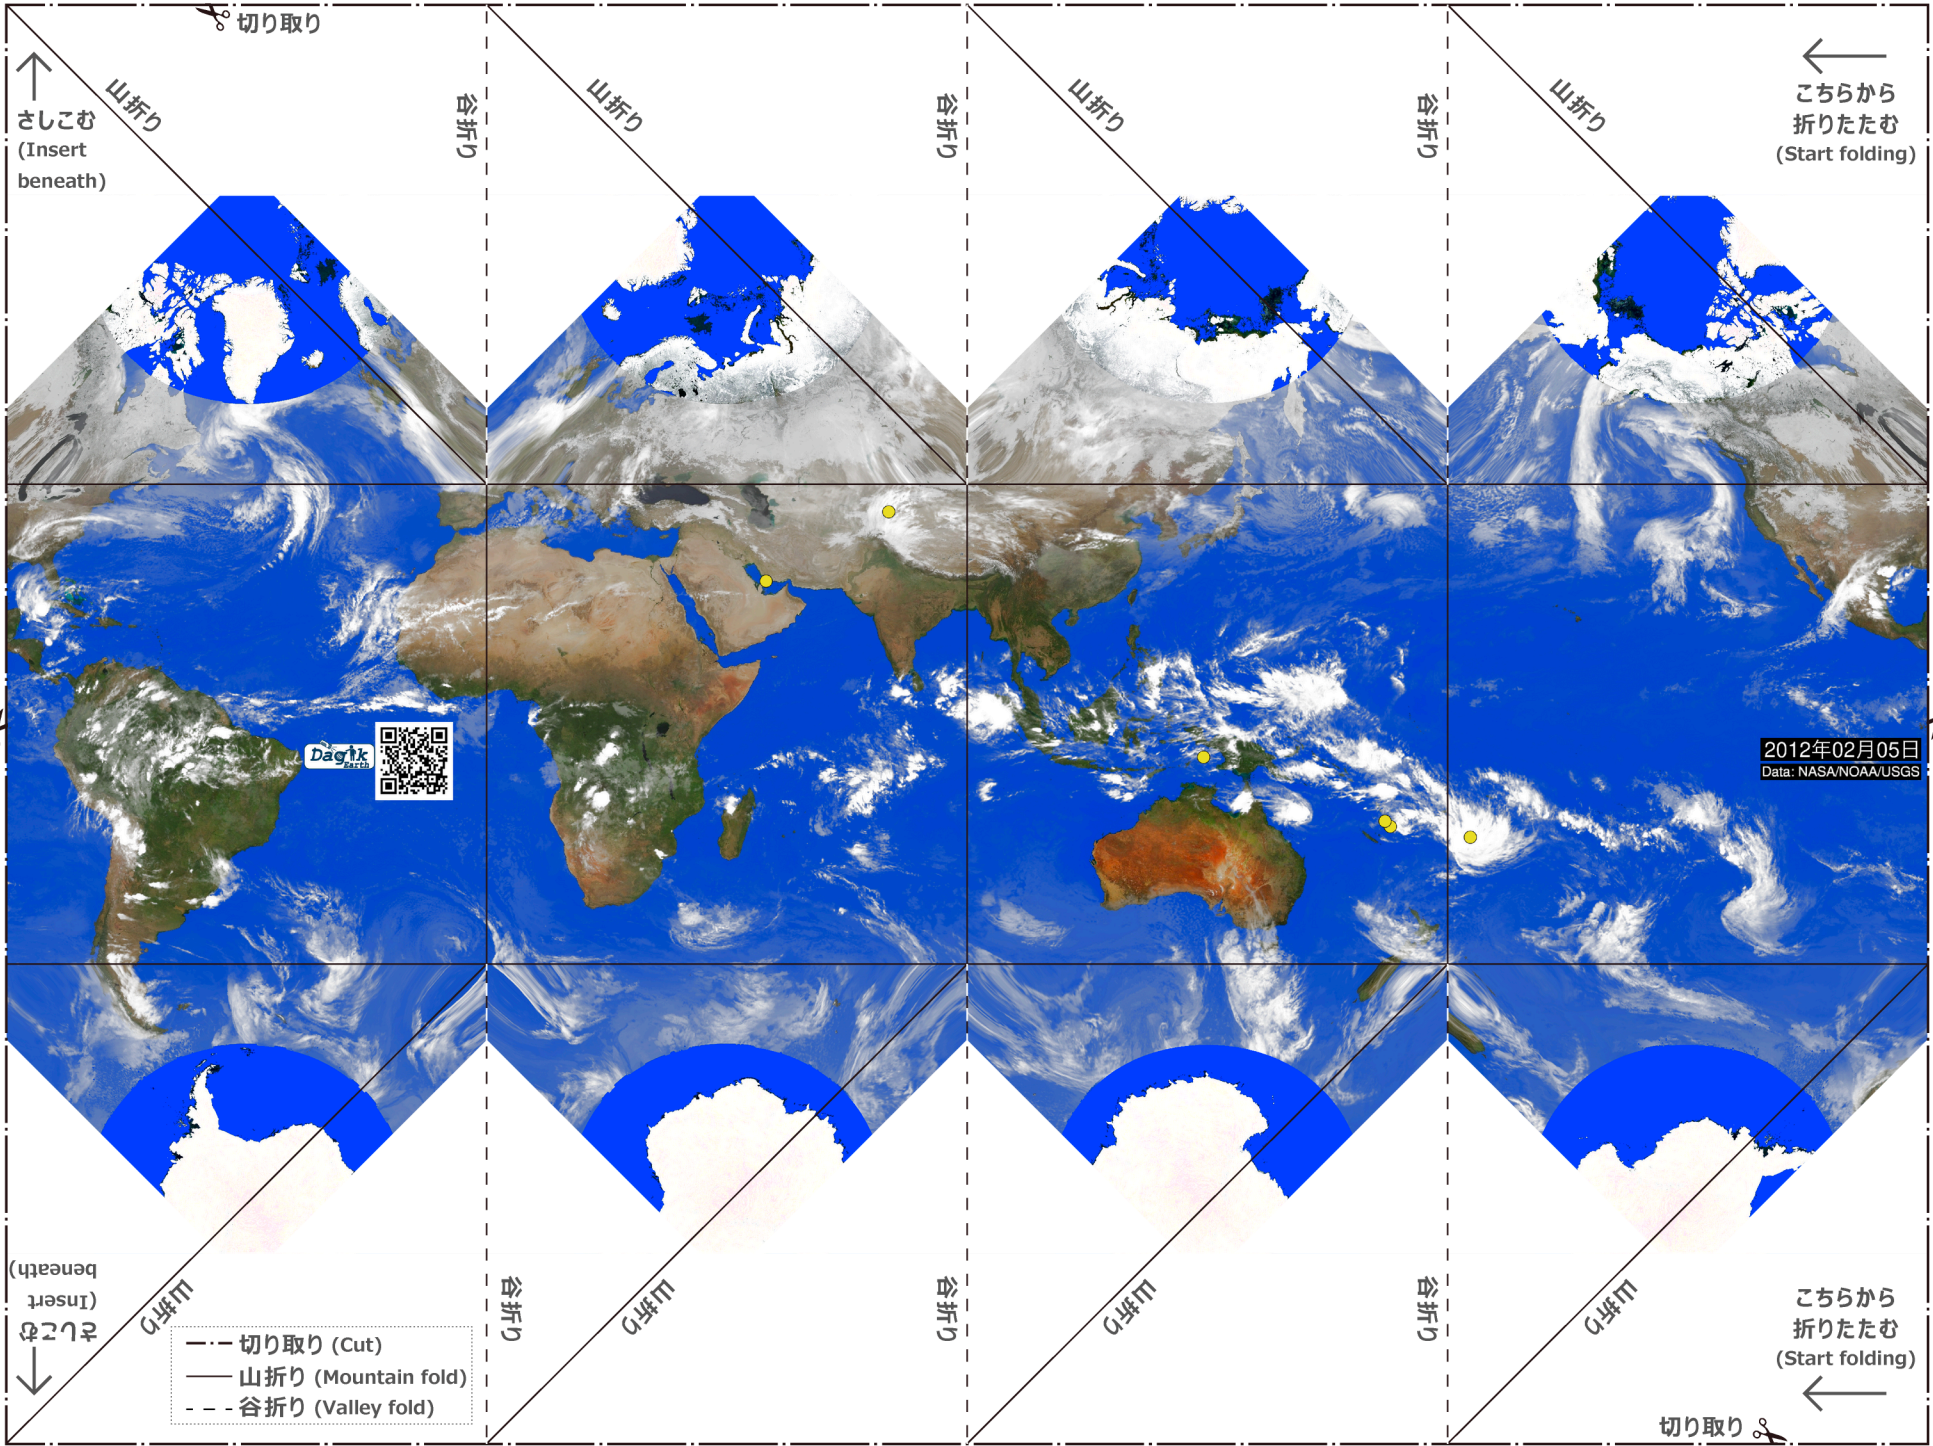 切り取り
山折り
谷折り
山折り
谷折り
山折り
谷折り
山折り
さしこむ
(Insert
beneath)
こちらから
折りたたむ
(Start folding)
Dagik
Earth
2012年02月05日
Data: NASA/NOAA/USGS
さしこむ
(Insert
beneath)
山折り
谷折り
山折り
谷折り
山折り
谷折り
山折り
切り取り (Cut)
山折り (Mountain fold)
谷折り (Valley fold)
こちらから
折りたたむ
(Start folding)
切り取り